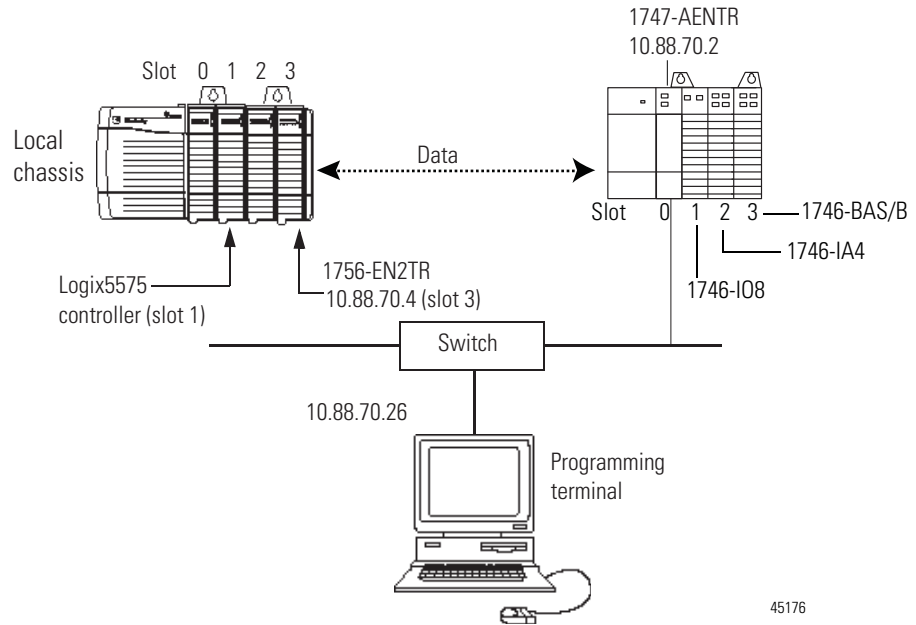 1747-AENTR
10.88.70.2
Slot 0 1 2 3
Local
chassis
Data
Slot 0 1 2 3
1746-BAS/B
1746-IA4
1746-IO8
Logix5575
controller (slot 1)
1756-EN2TR
10.88.70.4 (slot 3)
Switch
10.88.70.26
Programming
terminal
45176